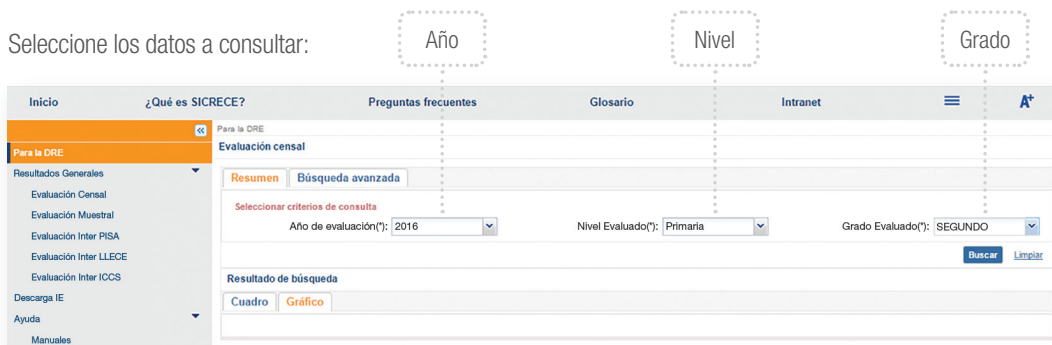 Seleccione los datos a consultar:
Año
Nivel
Grado
Inicio
¿Qué es SICRECE?
Preguntas frecuentes
Glosario
Intranet
A+
Para la DRE
Resultados Generales
Evaluación Censal
Evaluación Muestral
Evaluación Inter PISA
Evaluación Inter LLECE
Evaluación Inter ICCS
Descarga IE
Ayuda
Manuales
Para la DRE
Evaluación censal
Resumen
Búsqueda avanzada
Seleccionar criterios de consulta
Año de evaluación(*): 2016
Nivel Evaluado(*): Primaria
Grado Evaluado(*): SEGUNDO
Buscar
Limpiar
Resultado de búsqueda
Cuadro
Gráfico